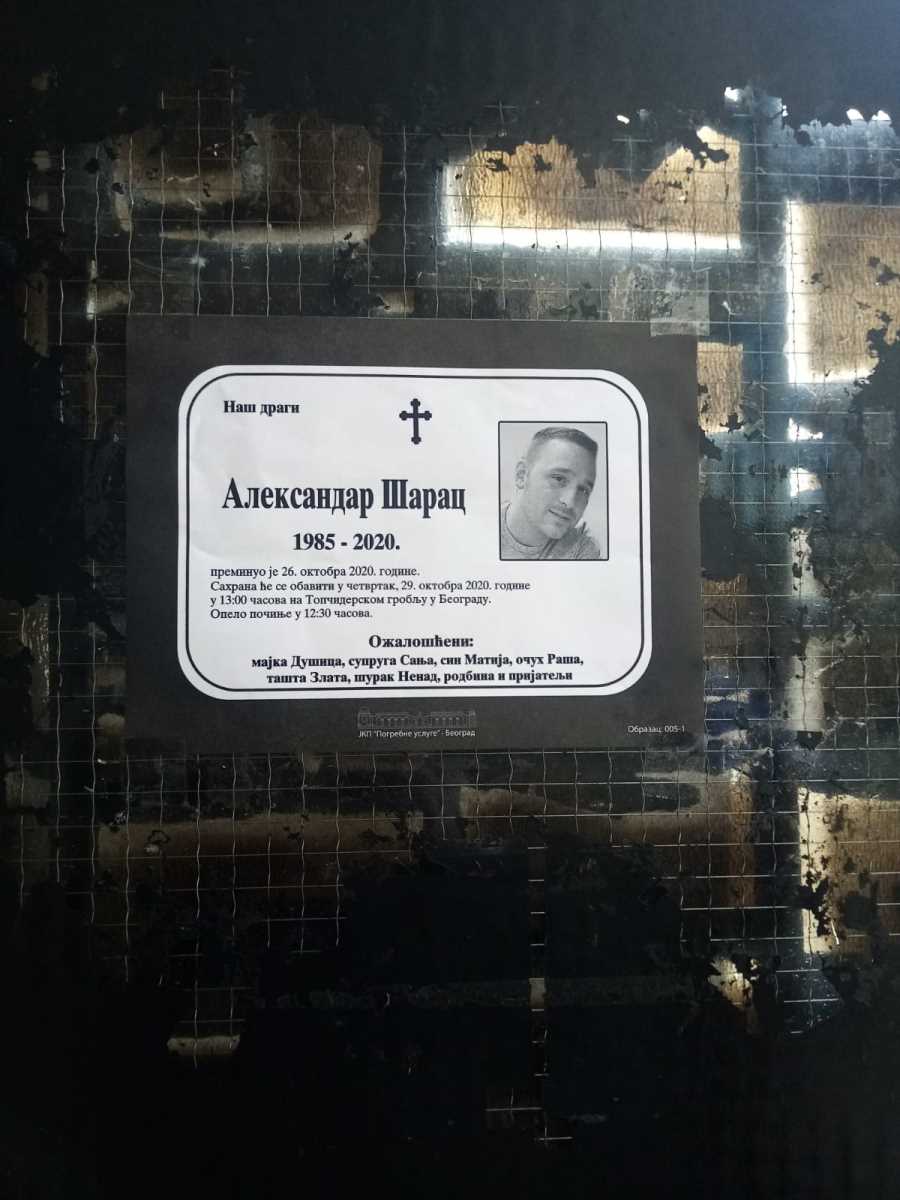 Наш драги
Александар Шарац
1985 - 2020.
преминуо је 26. октобра 2020. године.
Сахрана ће се обавити у четвртак, 29. октобра 2020. године
у 13:00 часова на Топчидерском гробљу у Београду.
Опело почиње у 12:30 часова.
Ожалошћени:
мајка Душица, супруга Сања, син Матија, очух Раша,
ташта Злата, шурак Ненад, родбина и пријатељи
ЈКП "Погребне услуге" - Београд
Образац: 005-1